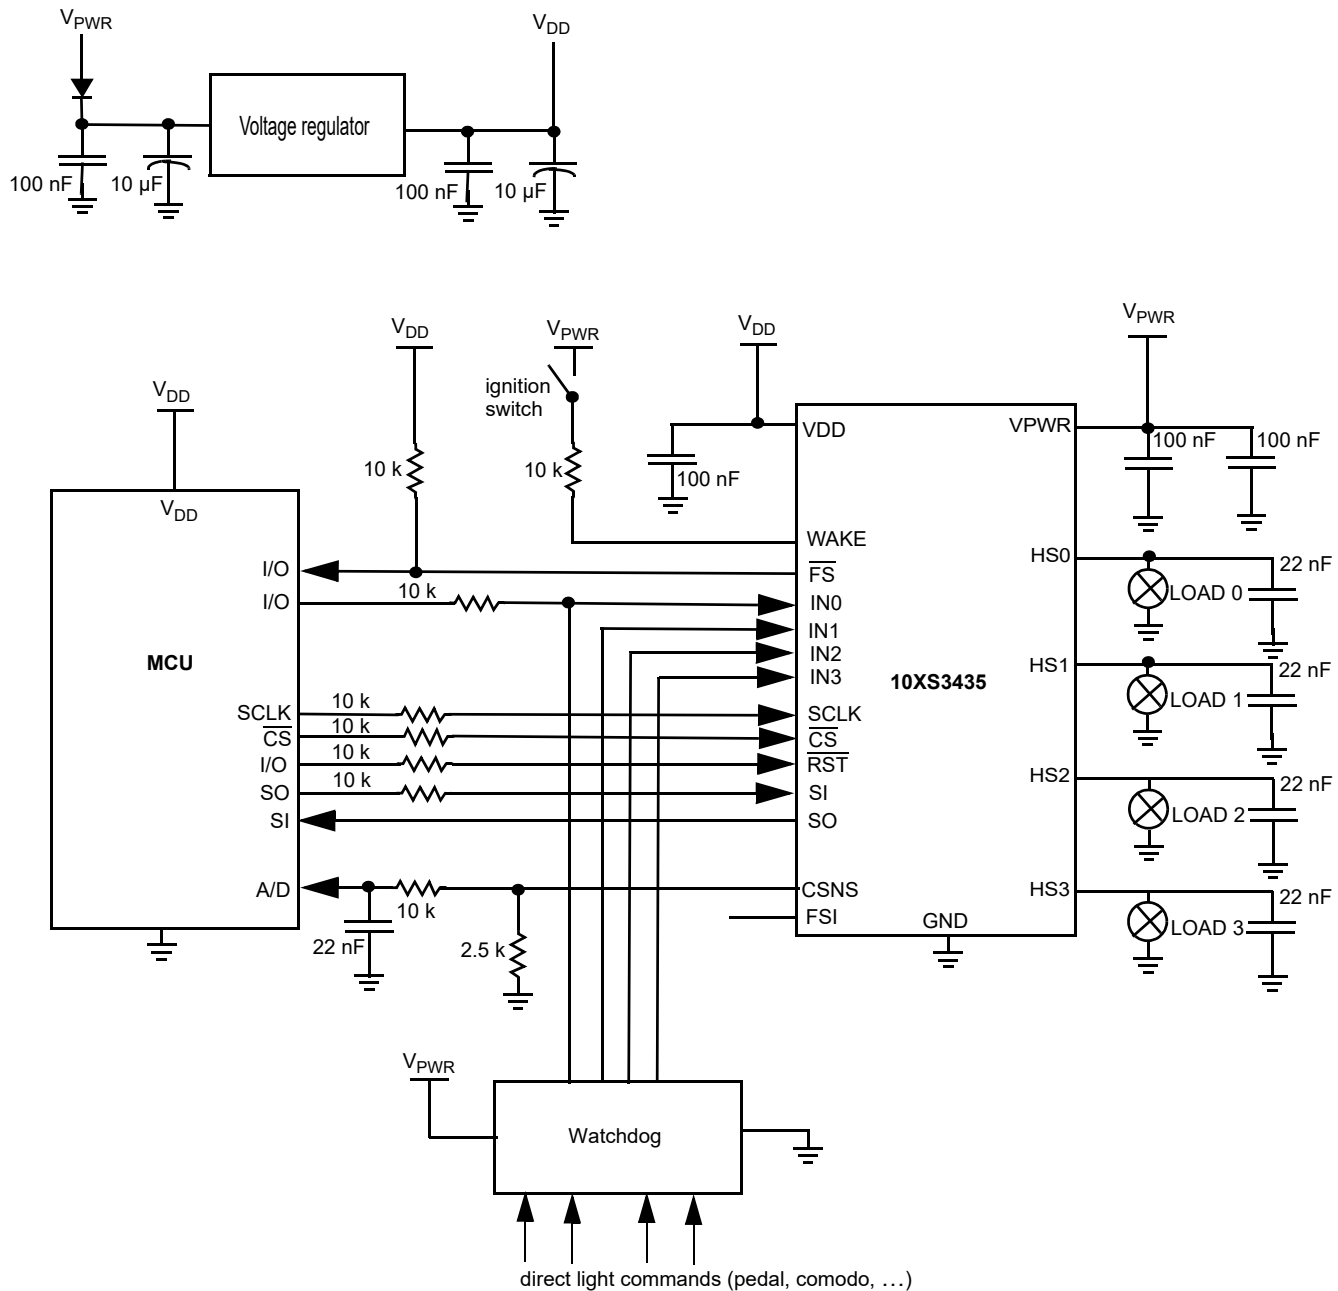 VPWR
VDD
Voltage regulator
100 nF
10 µF
100 nF
10 µF
VDD
VPWR
VDD
VPWR
VDD
ignition
switch
10 k
10 k
100 nF
VDD
VPWR
100 nF
100 nF
VDD
WAKE
FS
IN0
IN1
IN2
IN3
SCLK
CS
RST
SI
SO
CSNS
FSI
GND
10XS3435
HS0
HS1
HS2
HS3
22 nF
LOAD 0
22 nF
LOAD 1
22 nF
LOAD 2
22 nF
LOAD 3
I/O
I/O
MCU
SCLK
CS
I/O
SO
SI
A/D
10 k
10 k
10 k
10 k
10 k
10 k
22 nF
2.5 k
VPWR
Watchdog
direct light commands (pedal, comodo, …)